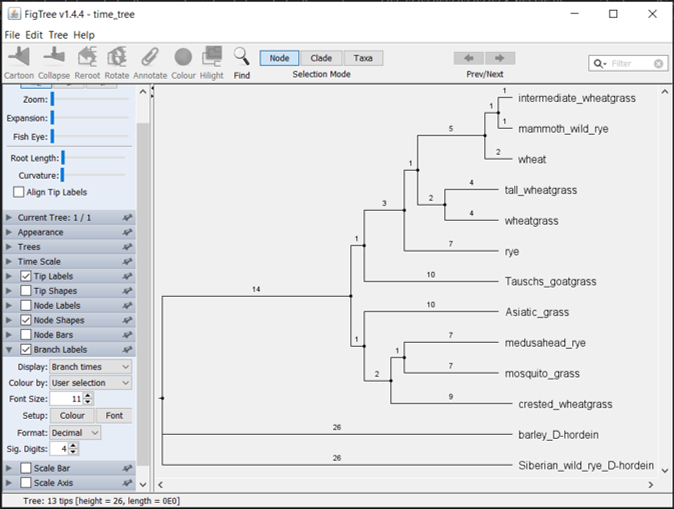 FigTree v1.4.4 - time_tree
File Edit Tree Help
Cartoon Collapse Reroot Rotate Annotate Colour Hilight Find
Node Clade Taxa
Selection Mode
Prev/Next
Filter
Zoom:
Expansion:
Fish Eye:
Root Length:
Curvature:
Align Tip Labels
Current Tree: 1 / 1
Appearance
Trees
Time Scale
Tip Labels
Tip Shapes
Node Labels
Node Shapes
Node Bars
Branch Labels
Display: Branch times
Colour by: User selection
Font Size: 11
Setup: Colour Font
Format: Decimal
Sig. Digits: 4
Scale Bar
Scale Axis
1 intermediate_wheatgrass
1
5 1 mammoth_wild_rye
2 wheat
1
4 tall_wheatgrass
2
3 4 wheatgrass
1 7 rye
10 Tauschs_goatgrass
14
10 Asiatic_grass
1 7 medusahead_rye
1
2 7 mosquito_grass
9 crested_wheatgrass
26 barley_D-hordein
26 Siberian_wild_rye_D-hordein
Tree: 13 tips [height = 26, length = 0E0]